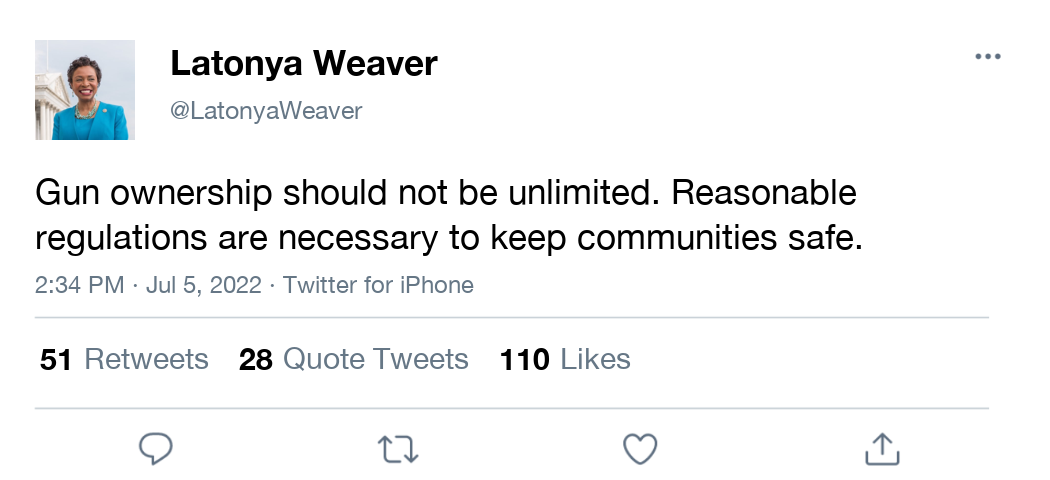 Latonya Weaver
@LatonyaWeaver
Gun ownership should not be unlimited. Reasonable
regulations are necessary to keep communities safe.
2:34 PM · Jul 5, 2022 · Twitter for iPhone
51 Retweets 28 Quote Tweets 110 Likes